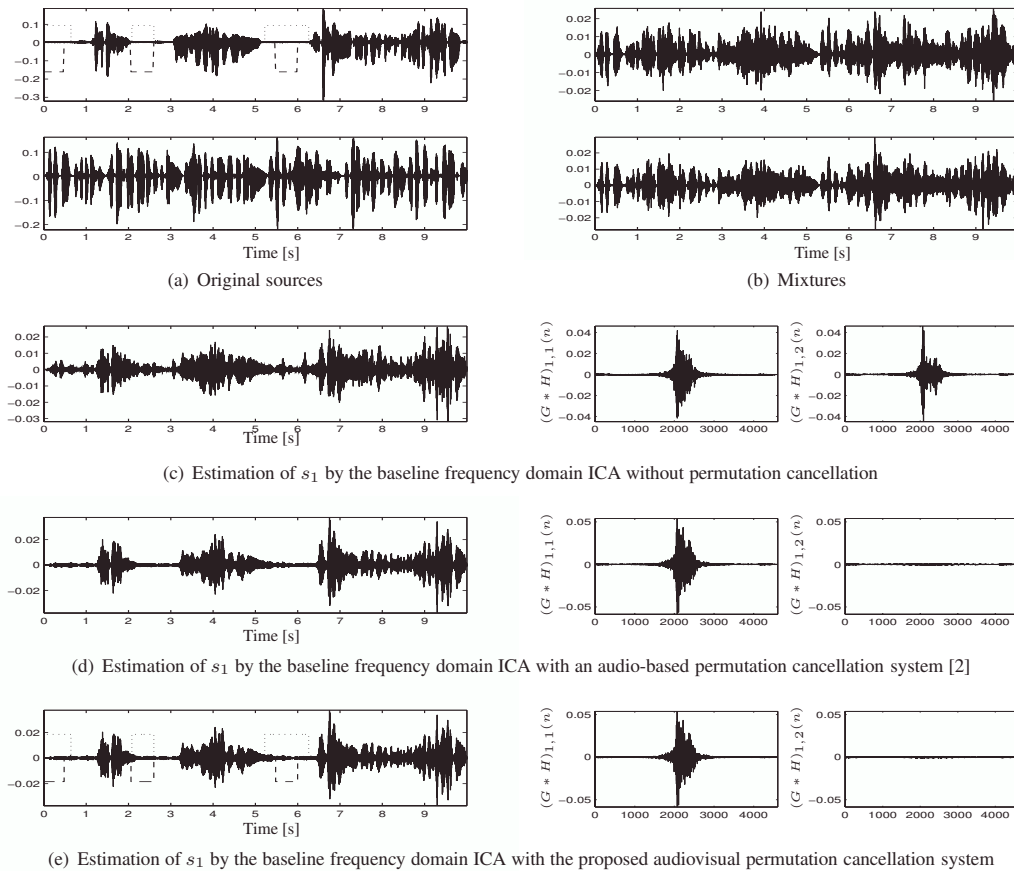 0.1
0
−0.1
−0.2
−0.3
0 1 2 3 4 5 6 7 8 9
0.1
0
−0.1
−0.2
0 1 2 3 4 5 6 7 8 9
Time [s]
(a) Original sources
0.02
0.01
0
−0.01
−0.02
0 1 2 3 4 5 6 7 8 9
0.02
0.01
0
−0.01
−0.02
0 1 2 3 4 5 6 7 8 9
Time [s]
(b) Mixtures
0.02
0.01
0
−0.01
−0.02
−0.03
0 1 2 3 4 5 6 7 8 9
Time [s]
(G ∗ H)1,1(n)
0.04
0.02
0
−0.02
−0.04
0 1000 2000 3000 4000
(G ∗ H)1,2(n)
0.04
0.02
0
−0.02
−0.04
0 1000 2000 3000 4000
(c) Estimation of s1 by the baseline frequency domain ICA without permutation cancellation
0.02
0
−0.02
0 1 2 3 4 5 6 7 8 9
Time [s]
(G ∗ H)1,1(n)
0.05
0
−0.05
0 1000 2000 3000 4000
(G ∗ H)1,2(n)
0.05
0
−0.05
0 1000 2000 3000 4000
(d) Estimation of s1 by the baseline frequency domain ICA with an audio-based permutation cancellation system [2]
0.02
0
−0.02
0 1 2 3 4 5 6 7 8 9
Time [s]
(G ∗ H)1,1(n)
0.05
0
−0.05
0 1000 2000 3000 4000
(G ∗ H)1,2(n)
0.05
0
−0.05
0 1000 2000 3000 4000
(e) Estimation of s1 by the baseline frequency domain ICA with the proposed audiovisual permutation cancellation system